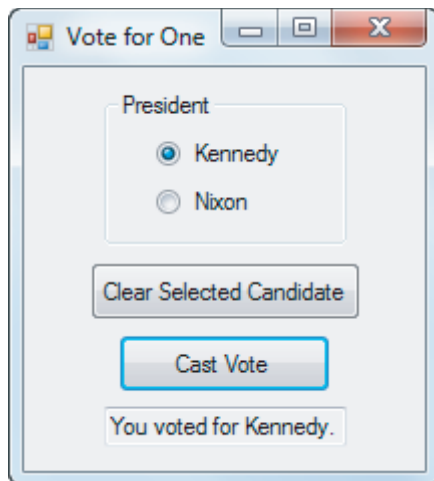 Vote for One
President
Kennedy
Nixon
Clear Selected Candidate
Cast Vote
You voted for Kennedy.